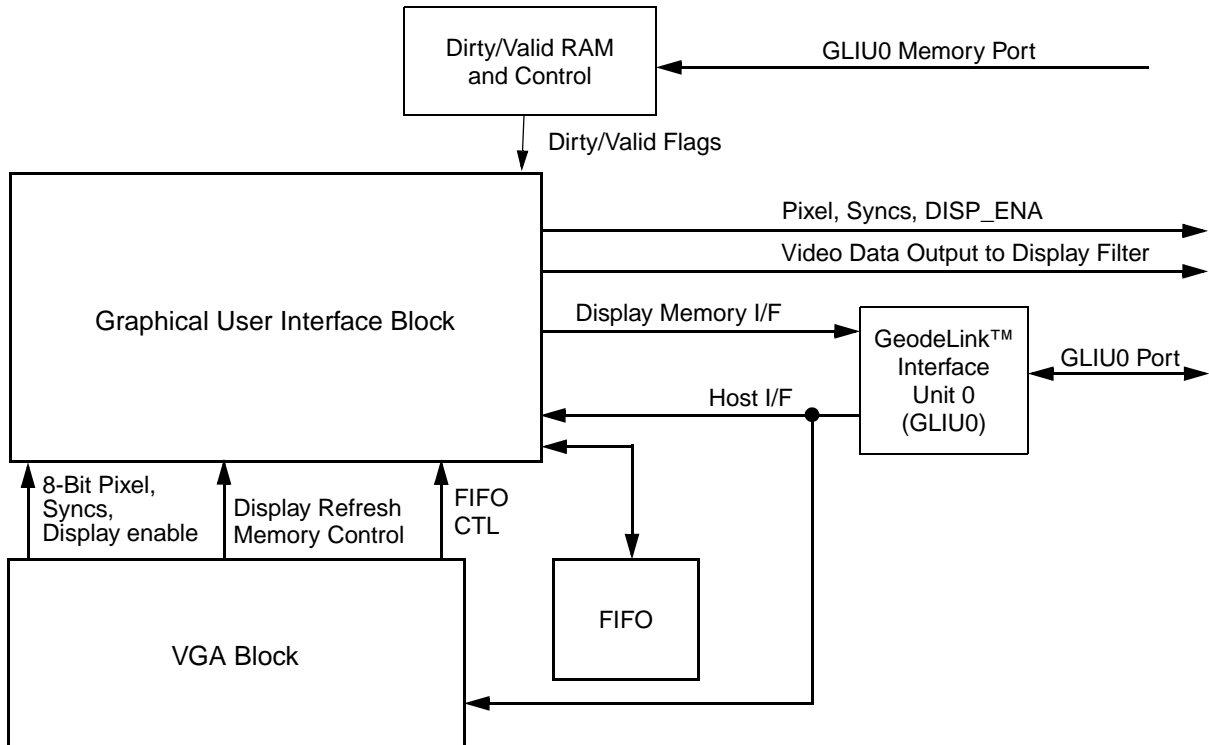 Dirty/Valid RAM
and Control
GLIU0 Memory Port
Dirty/Valid Flags
Pixel, Syncs, DISP_ENA
Video Data Output to Display Filter
Graphical User Interface Block
Display Memory I/F
GeodeLink™
Interface
Unit 0
(GLIU0)
GLIU0 Port
Host I/F
8-Bit Pixel,
Syncs,
Display enable
Display Refresh
Memory Control
FIFO
CTL
FIFO
VGA Block